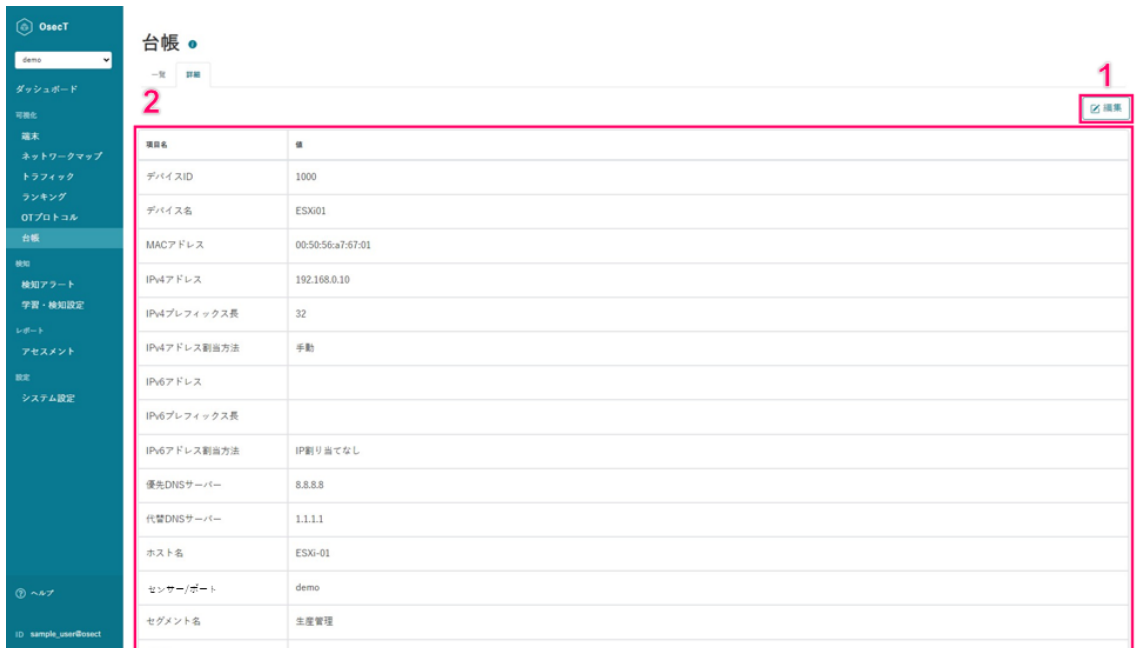 OsecT
demo
ダッシュボード
可視化
端末
ネットワークマップ
トラフィック
ランキング
OTプロトコル
台帳
検知
検知アラート
学習・検知設定
レポート
アセスメント
設定
システム設定
ヘルプ
ID sample_user@osect
台帳
一覧 詳細
1
編集
2
項目名 値
デバイスID 1000
デバイス名 ESXi01
MACアドレス 00:50:56:a7:67:01
IPv4アドレス 192.168.0.10
IPv4プレフィックス長 32
IPv4アドレス割当方法 手動
IPv6アドレス
IPv6プレフィックス長
IPv6アドレス割当方法 IP割り当てなし
優先DNSサーバー 8.8.8.8
代替DNSサーバー 1.1.1.1
ホスト名 ESXi-01
センサー/ポート demo
セグメント名 生産管理